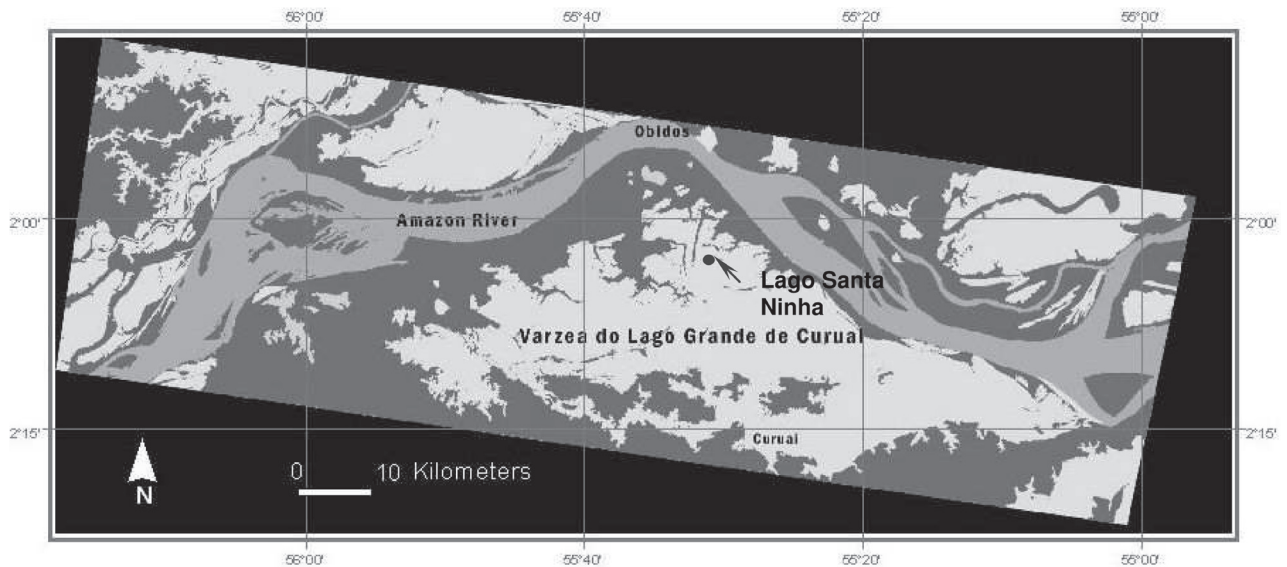 56°00' 55°40' 55°20' 55°00'
Obidos
2°00' Amazon River 2°00'
Lago Santa
Ninha
Varzea do Lago Grande de Curuai
2°15' Curuai 2°15'
N
0 10 Kilometers
56°00' 55°40' 55°20' 55°00'